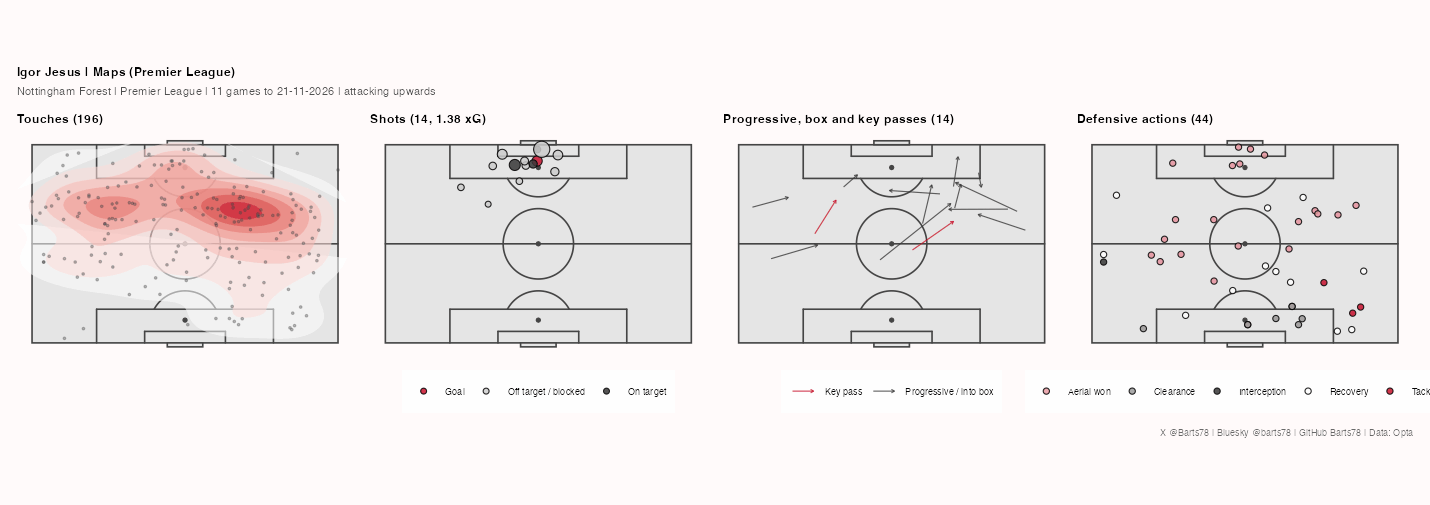 Igor Jesus | Maps (Premier League)
Nottingham Forest | Premier League | 11 games to 21-11-2026 | attacking upwards
Touches (196)
Shots (14, 1.38 xG)
Progressive, box and key passes (14)
Defensive actions (44)
Goal
Off target / blocked
On target
Key pass
Progressive / into box
Aerial won
Clearance
Interception
Recovery
Tack
X @Barts78 | Bluesky @barts78 | GitHub Barts78 | Data: Opta